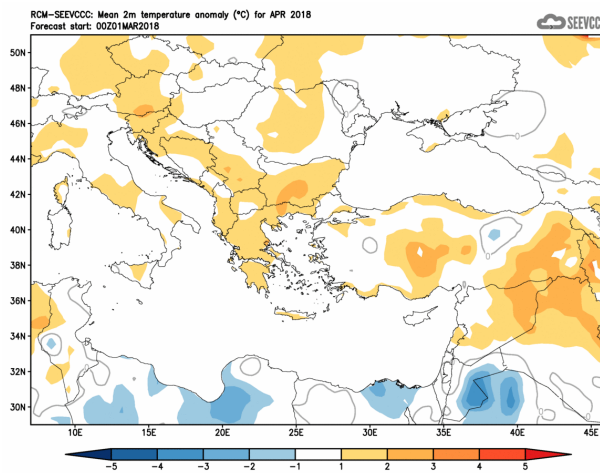 RCM-SEEVCCC: Mean 2m temperature anomaly (°C) for APR 2018
Forecast start: 00Z01MAR2018
SEEVCC
50N
48N
46N
44N
42N
40N
38N
36N
34N
32N
30N
10E 15E 20E 25E 30E 35E 40E 45E
-5 -4 -3 -2 -1 1 2 3 4 5